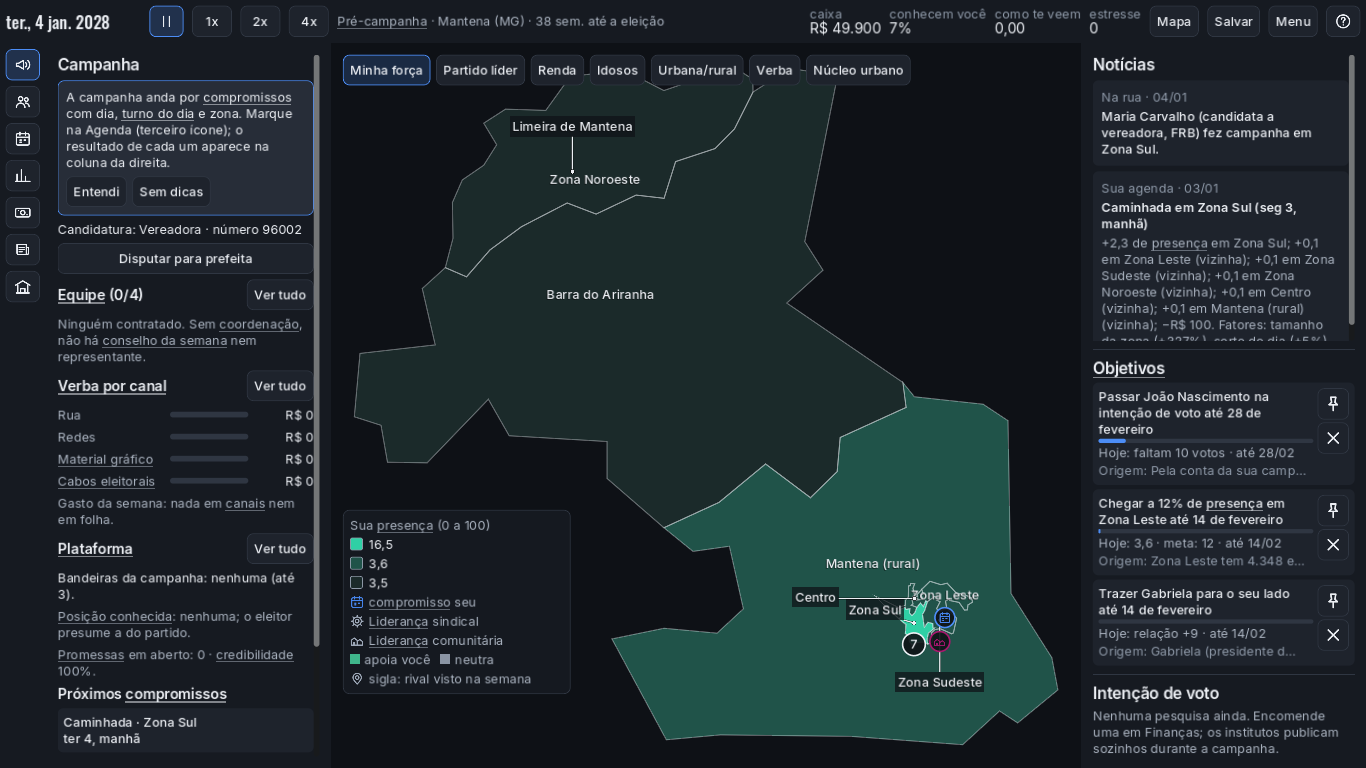 ter., 4 jan. 2028
1x
2x
4x
Pré-campanha · Mantena (MG) · 38 sem. até a eleição
caixa
R$ 49.900
conhecem você
7%
como te veem
0,00
estresse
0
Mapa
Salvar
Menu
Campanha
A campanha anda por compromissos
com dia, turno do dia e zona. Marque
na Agenda (terceiro ícone); o
resultado de cada um aparece na
coluna da direita.
Entendi
Sem dicas
Candidatura: Vereadora · número 96002
Disputar para prefeita
Equipe (0/4)
Ver tudo
Ninguém contratado. Sem coordenação,
não há conselho da semana nem
representante.
Verba por canal
Ver tudo
Rua R$ 0
Redes R$ 0
Material gráfico R$ 0
Cabos eleitorais R$ 0
Gasto da semana: nada em canais nem
em folha.
Plataforma
Ver tudo
Bandeiras da campanha: nenhuma (até
3).
Posição conhecida: nenhuma; o eleitor
presume a do partido.
Promessas em aberto: 0 · credibilidade
100%.
Próximos compromissos
Caminhada · Zona Sul
ter 4, manhã
Minha força
Partido líder
Renda
Idosos
Urbana/rural
Verba
Núcleo urbano
Limeira de Mantena
Zona Noroeste
Barra do Ariranha
Mantena (rural)
Centro
Zona Leste
Zona Sul
7
Zona Sudeste
Sua presença (0 a 100)
16,5
3,6
3,5
compromisso seu
Liderança sindical
Liderança comunitária
apoia você
neutra
sigla: rival visto na semana
Notícias
Na rua · 04/01
Maria Carvalho (candidata a
vereadora, FRB) fez campanha em
Zona Sul.
Sua agenda · 03/01
Caminhada em Zona Sul (seg 3,
manhã)
+2,3 de presença em Zona Sul; +0,1
em Zona Leste (vizinha); +0,1 em Zona
Sudeste (vizinha); +0,1 em Zona
Noroeste (vizinha); +0,1 em Centro
(vizinha); +0,1 em Mantena (rural)
(vizinha); −R$ 100. Fatores: tamanho
da zona (+327%), sorte do dia (+5%)
Objetivos
Passar João Nascimento na
intenção de voto até 28 de
fevereiro
Hoje: faltam 10 votos · até 28/02
Origem: Pela conta da sua camp...
Chegar a 12% de presença em
Zona Leste até 14 de fevereiro
Hoje: 3,6 · meta: 12 · até 14/02
Origem: Zona Leste tem 4.348 e...
Trazer Gabriela para o seu lado
até 14 de fevereiro
Hoje: relação +9 · até 14/02
Origem: Gabriela (presidente d...
Intenção de voto
Nenhuma pesquisa ainda. Encomende
uma em Finanças; os institutos publicam
sozinhos durante a campanha.